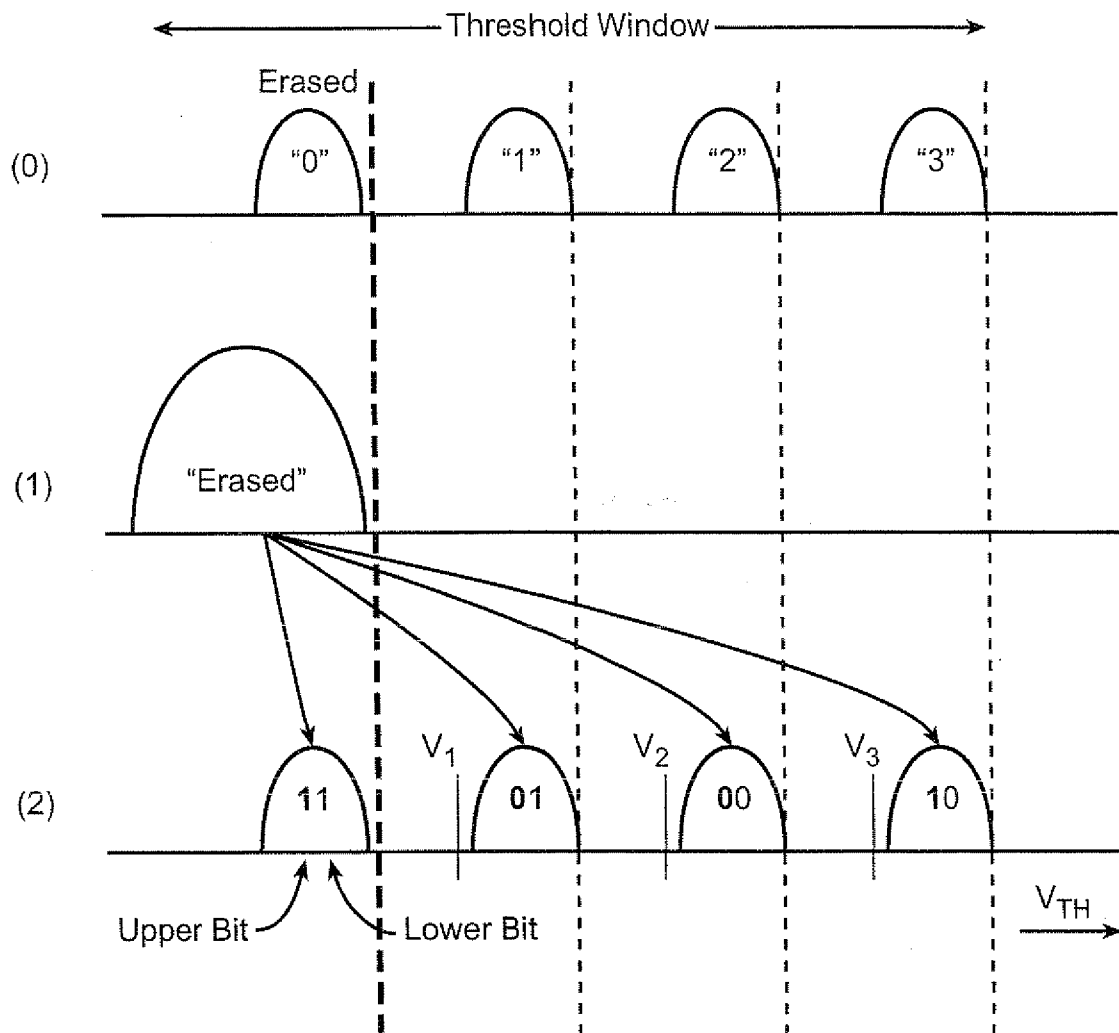 Threshold Window
Erased
(0)
“0” “1” “2” “3”
(1)
“Erased”
V1 V2 V3
(2)
11 01 00 10
Upper Bit Lower Bit
VTH